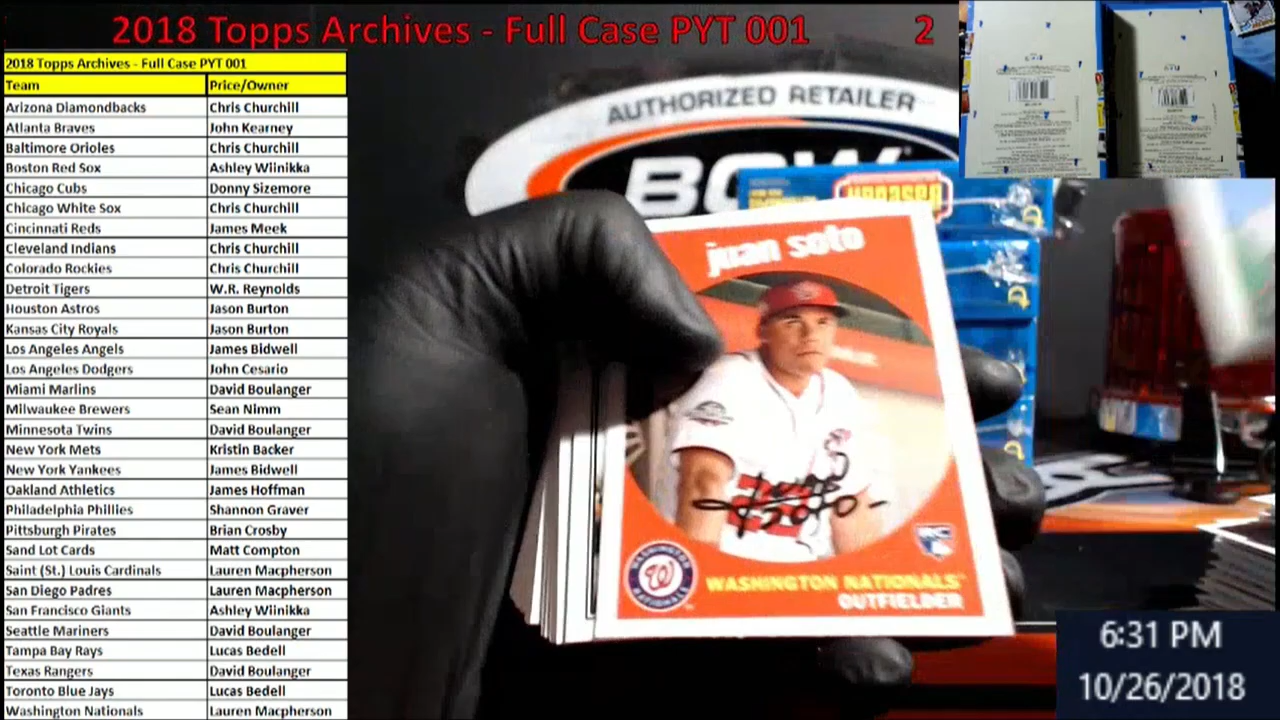 2018 Topps Archives - Full Case PYT 001
2
2018 Topps Archives - Full Case PYT 001
Team Price/Owner
Arizona Diamondbacks Chris Churchill
Atlanta Braves John Kearney
Baltimore Orioles Chris Churchill
Boston Red Sox Ashley Wiinikka
Chicago Cubs Donny Sizemore
Chicago White Sox Chris Churchill
Cincinnati Reds James Meek
Cleveland Indians Chris Churchill
Colorado Rockies Chris Churchill
Detroit Tigers W.R. Reynolds
Houston Astros Jason Burton
Kansas City Royals Jason Burton
Los Angeles Angels James Bidwell
Los Angeles Dodgers John Cesario
Miami Marlins David Boulanger
Milwaukee Brewers Sean Nimm
Minnesota Twins David Boulanger
New York Mets Kristin Backer
New York Yankees James Bidwell
Oakland Athletics James Hoffman
Philadelphia Phillies Shannon Graver
Pittsburgh Pirates Brian Crosby
Sand Lot Cards Matt Compton
Saint (St.) Louis Cardinals Lauren Macpherson
San Diego Padres Lauren Macpherson
San Francisco Giants Ashley Wiinikka
Seattle Mariners David Boulanger
Tampa Bay Rays Lucas Bedell
Texas Rangers David Boulanger
Toronto Blue Jays Lucas Bedell
Washington Nationals Lauren Macpherson
AUTHORIZED RETAILER
BOW
juan soto
Juan
Soto
RC
WASHINGTON
W
NATIONALS
WASHINGTON NATIONALS
OUTFIELDER
6:31 PM
10/26/2018